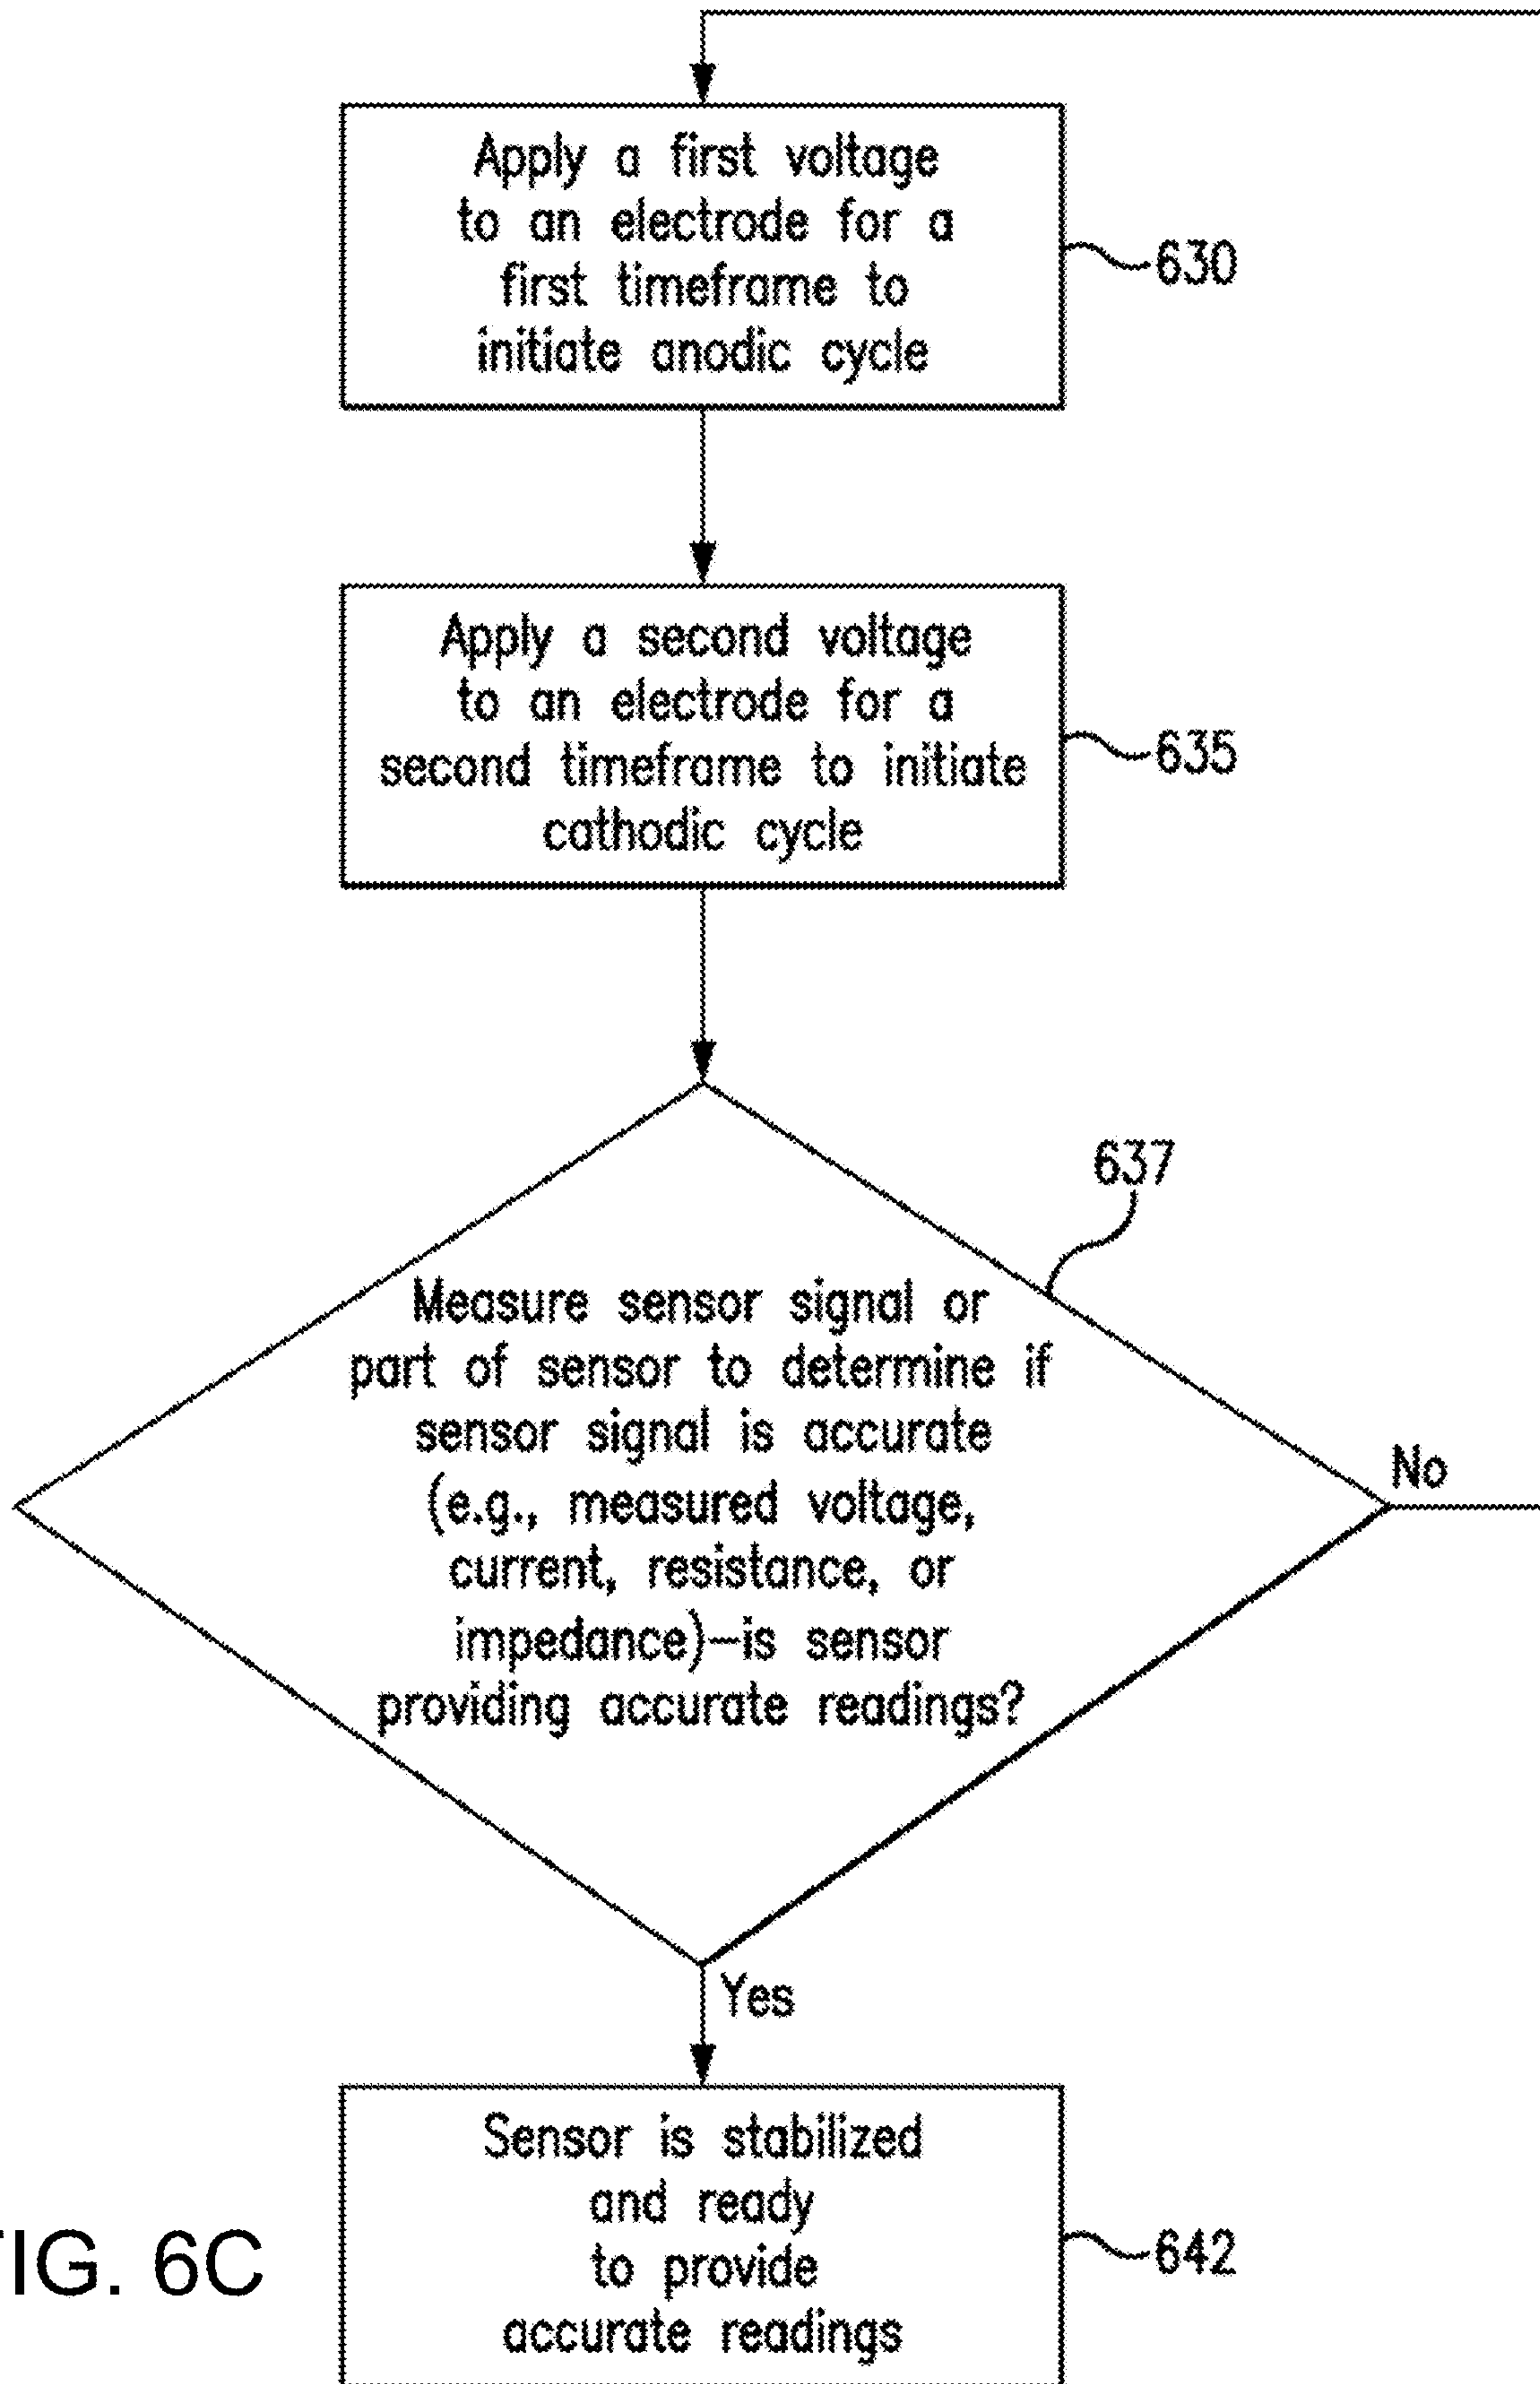 Apply a first voltage
to an electrode for a
first timeframe to
initiate anodic cycle
630
Apply a second voltage
to an electrode for a
second timeframe to initiate
cathodic cycle
635
637
Measure sensor signal or
part of sensor to determine if
sensor signal is accurate
(e.g., measured voltage,
current, resistance, or
impedance)—is sensor
providing accurate readings?
No
Yes
Sensor is stabilized
and ready
to provide
accurate readings
642
IG. 6C